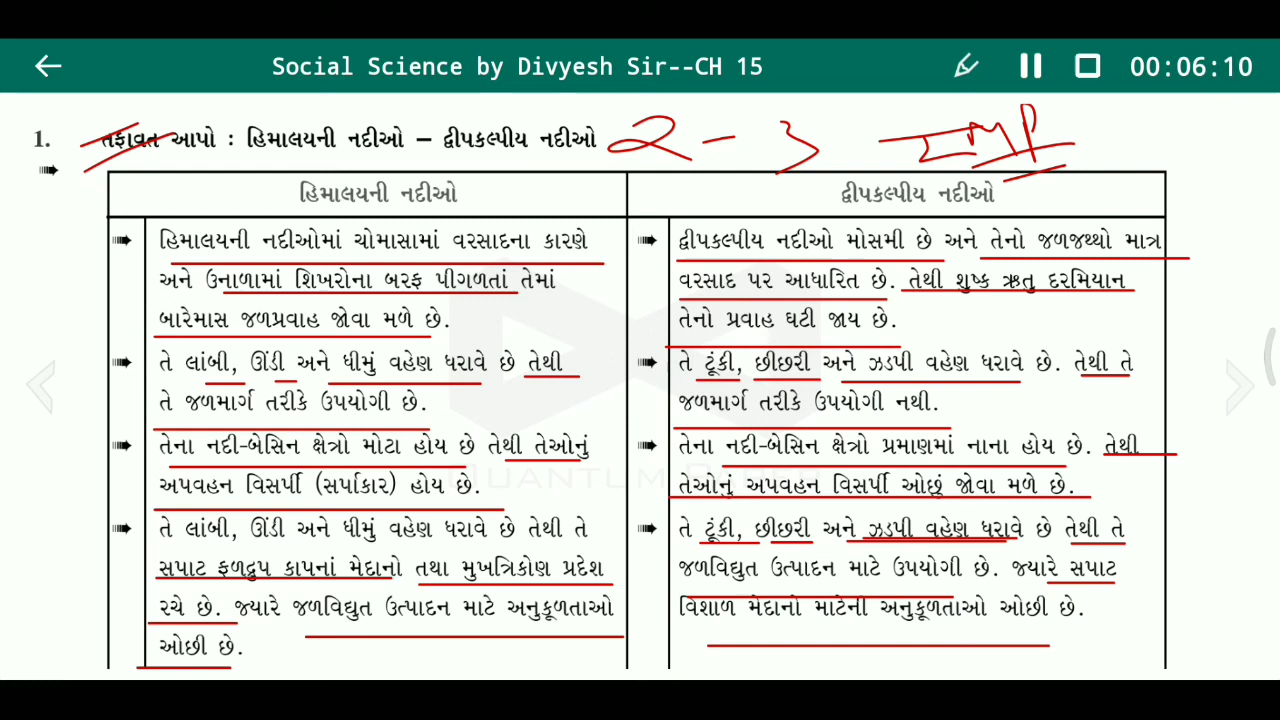 Social Science by Divyesh Sir--CH 15
00:06:10
1. તફાવત આપો : હિમાલયની નદીઓ – દ્વીપકલ્પીય નદીઓ 2 - 3 IMP
હિમાલયની નદીઓ
હિમાલયની નદીઓમાં ચોમાસામાં વરસાદના કારણે
અને ઉનાળામાં શિખરોના બરફ પીગળતાં તેમાં
બારેમાસ જળપ્રવાહ જોવા મળે છે.
તે લાંબી, ઊંડી અને ધીમું વહેણ ધરાવે છે તેથી
તે જળમાર્ગ તરીકે ઉપયોગી છે.
તેના નદી-બેસિન ક્ષેત્રો મોટા હોય છે તેથી તેઓનું
અપવહન વિસર્પી (સર્પાકાર) હોય છે.
તે લાંબી, ઊંડી અને ધીમું વહેણ ધરાવે છે તેથી તે
સપાટ ફળદ્રુપ કાપનાં મેદાનો તથા મુખત્રિકોણ પ્રદેશ
રચે છે. જ્યારે જળવિદ્યુત ઉત્પાદન માટે અનુકૂળતાઓ
ઓછી છે.
દ્વીપકલ્પીય નદીઓ
દ્વીપકલ્પીય નદીઓ મોસમી છે અને તેનો જળજથ્થો માત્ર
વરસાદ પર આધારિત છે. તેથી શુષ્ક ઋતુ દરમિયાન
તેનો પ્રવાહ ઘટી જાય છે.
તે ટૂંકી, છીછરી અને ઝડપી વહેણ ધરાવે છે. તેથી તે
જળમાર્ગ તરીકે ઉપયોગી નથી.
તેના નદી-બેસિન ક્ષેત્રો પ્રમાણમાં નાના હોય છે. તેથી
તેઓનું અપવહન વિસર્પી ઓછું જોવા મળે છે.
તે ટૂંકી, છીછરી અને ઝડપી વહેણ ધરાવે છે તેથી તે
જળવિદ્યુત ઉત્પાદન માટે ઉપયોગી છે. જ્યારે સપાટ
વિશાળ મેદાનો માટેની અનુકૂળતાઓ ઓછી છે.